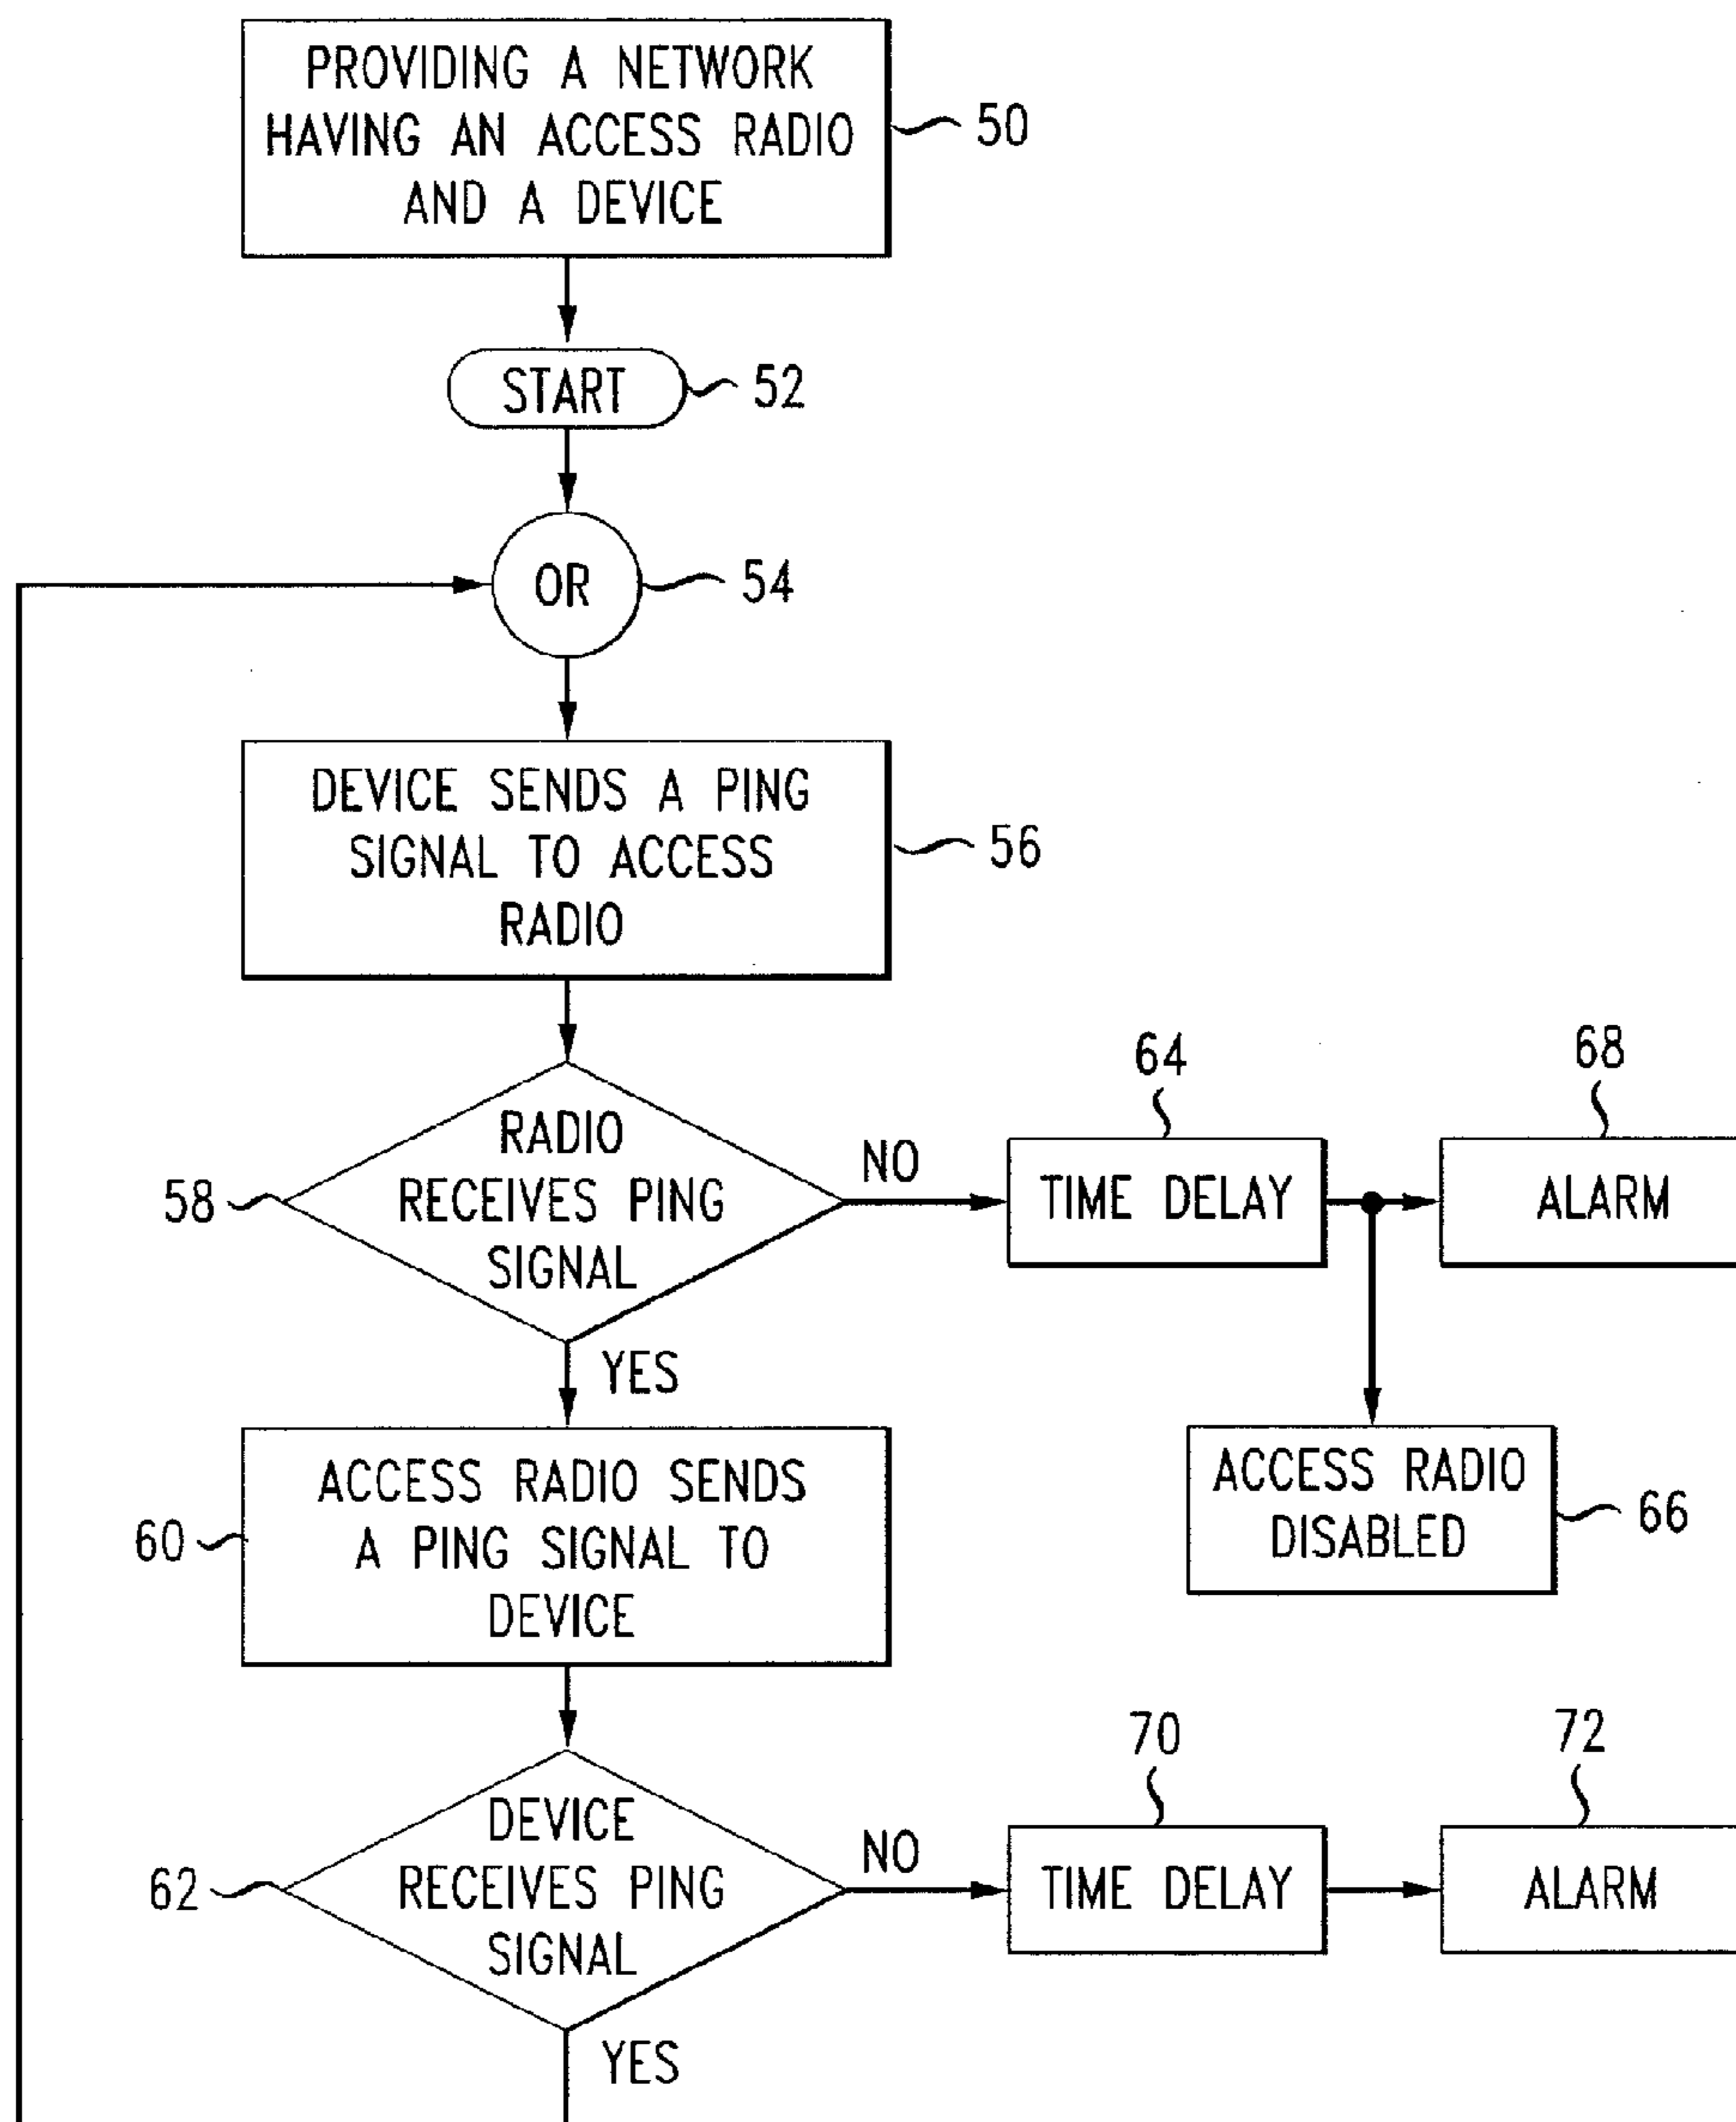 PROVIDING A NETWORK
HAVING AN ACCESS RADIO
AND A DEVICE
50
START
52
OR
54
DEVICE SENDS A PING
SIGNAL TO ACCESS
RADIO
56
RADIO
RECEIVES PING
SIGNAL
58
NO
64
TIME DELAY
68
ALARM
YES
ACCESS RADIO
DISABLED
66
ACCESS RADIO SENDS
A PING SIGNAL TO
DEVICE
60
DEVICE
RECEIVES PING
SIGNAL
62
NO
70
TIME DELAY
72
ALARM
YES